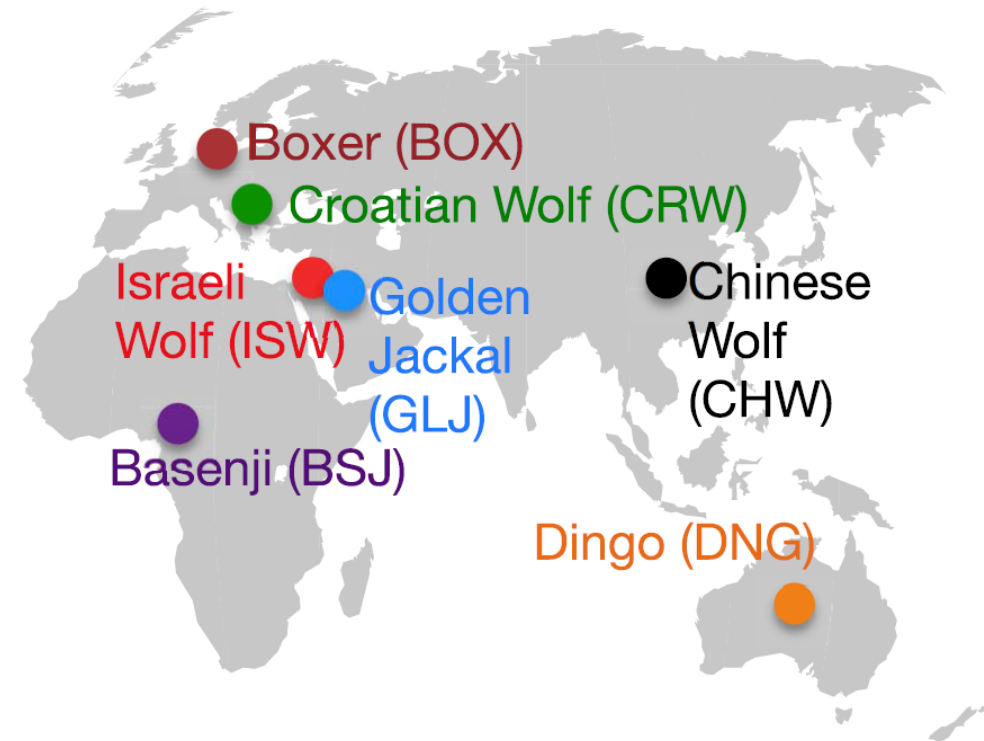 Boxer (BOX)
Croatian Wolf (CRW)
Israeli
Wolf (ISW)
Golden
Jackal
(GLJ)
Chinese
Wolf
(CHW)
Basenji (BSJ)
Dingo (DNG)